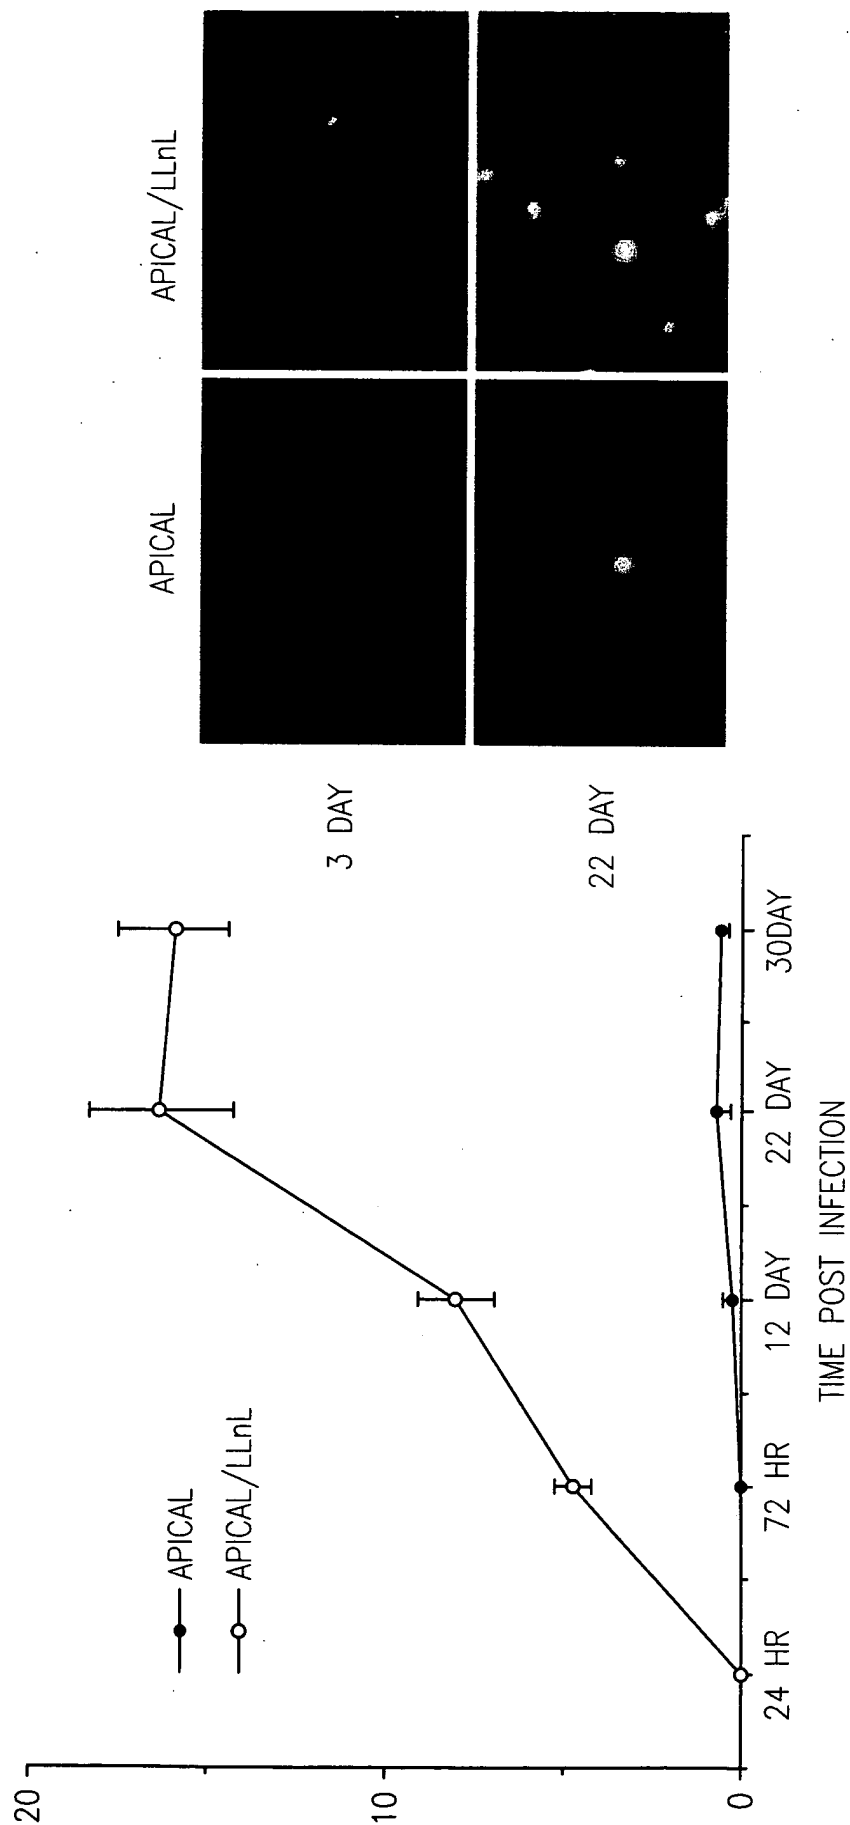 20
10
0
APICAL
APICAL/LLnL
24 HR
72 HR
12 DAY
22 DAY
30DAY
TIME POST INFECTION
APICAL
APICAL/LLnL
3 DAY
22 DAY